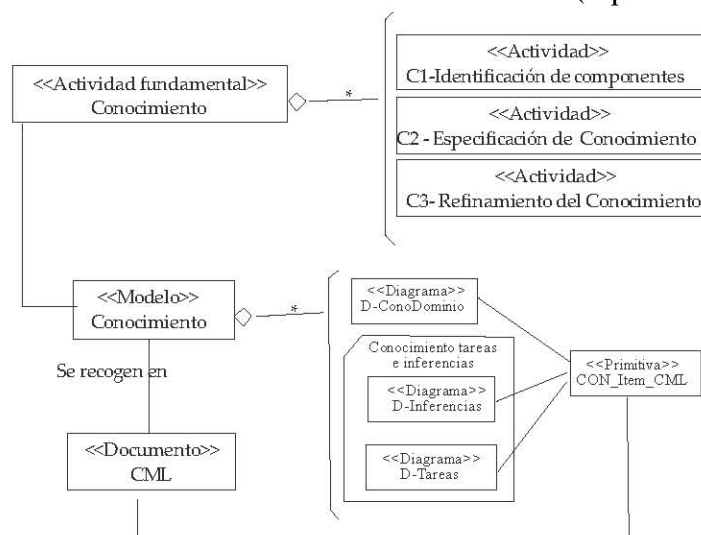 <<Actividad>>
C1-Identificación de componentes
<<Actividad fundamental>>
Conocimiento
*
<<Actividad>>
C2 - Especificación de Conocimiento
<<Actividad>>
C3- Refinamiento del Conocimiento
<<Modelo>>
Conocimiento
*
<<Diagrama>>
D-ConoDominio
Conocimiento tareas
e inferencias
<<Diagrama>>
D-Inferencias
<<Diagrama>>
D-Tareas
<<Primitiva>>
CON_Item_CML
Se recogen en
<<Documento>>
CML